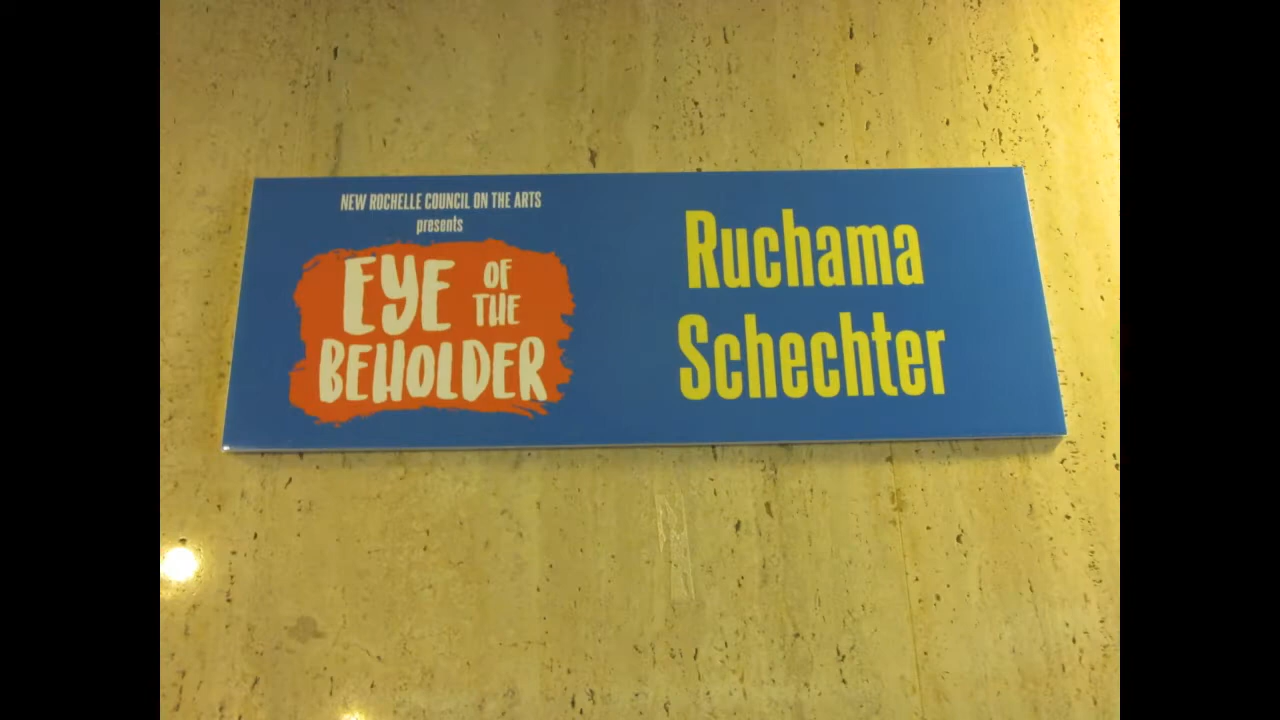 NEW ROCHELLE COUNCIL ON THE ARTS
presents
EYE OF
THE
BEHOLDER
Ruchama
Schechter